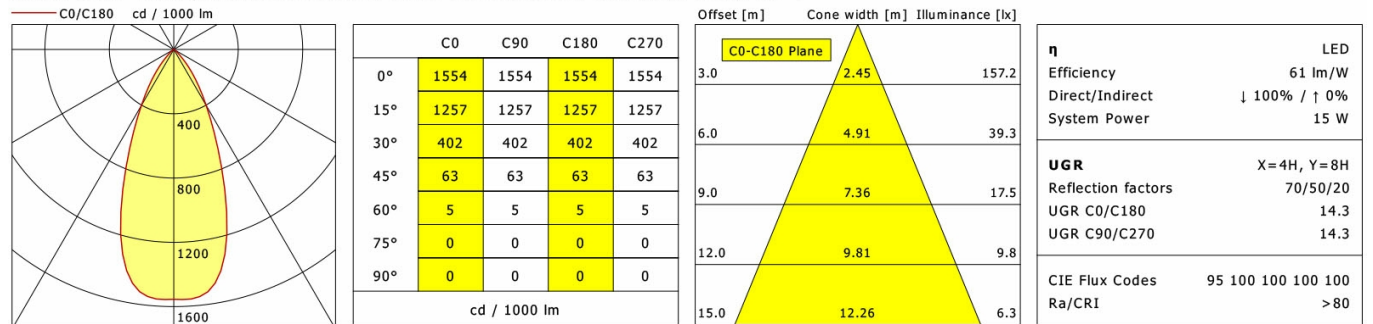 C0/C180 cd / 1000 lm
400
800
1200
1600
C0 C90 C180 C270
0° 1554 1554 1554 1554
15° 1257 1257 1257 1257
30° 402 402 402 402
45° 63 63 63 63
60° 5 5 5 5
75° 0 0 0 0
90° 0 0 0 0
cd / 1000 lm
Offset [m] Cone width [m] Illuminance [lx]
C0-C180 Plane
3.0 2.45 157.2
6.0 4.91 39.3
9.0 7.36 17.5
12.0 9.81 9.8
15.0 12.26 6.3
η LED
Efficiency 61 lm/W
Direct/Indirect ↓ 100% / ↑ 0%
System Power 15 W
UGR X=4H, Y=8H
Reflection factors 70/50/20
UGR C0/C180 14.3
UGR C90/C270 14.3
CIE Flux Codes 95 100 100 100 100
Ra/CRI >80